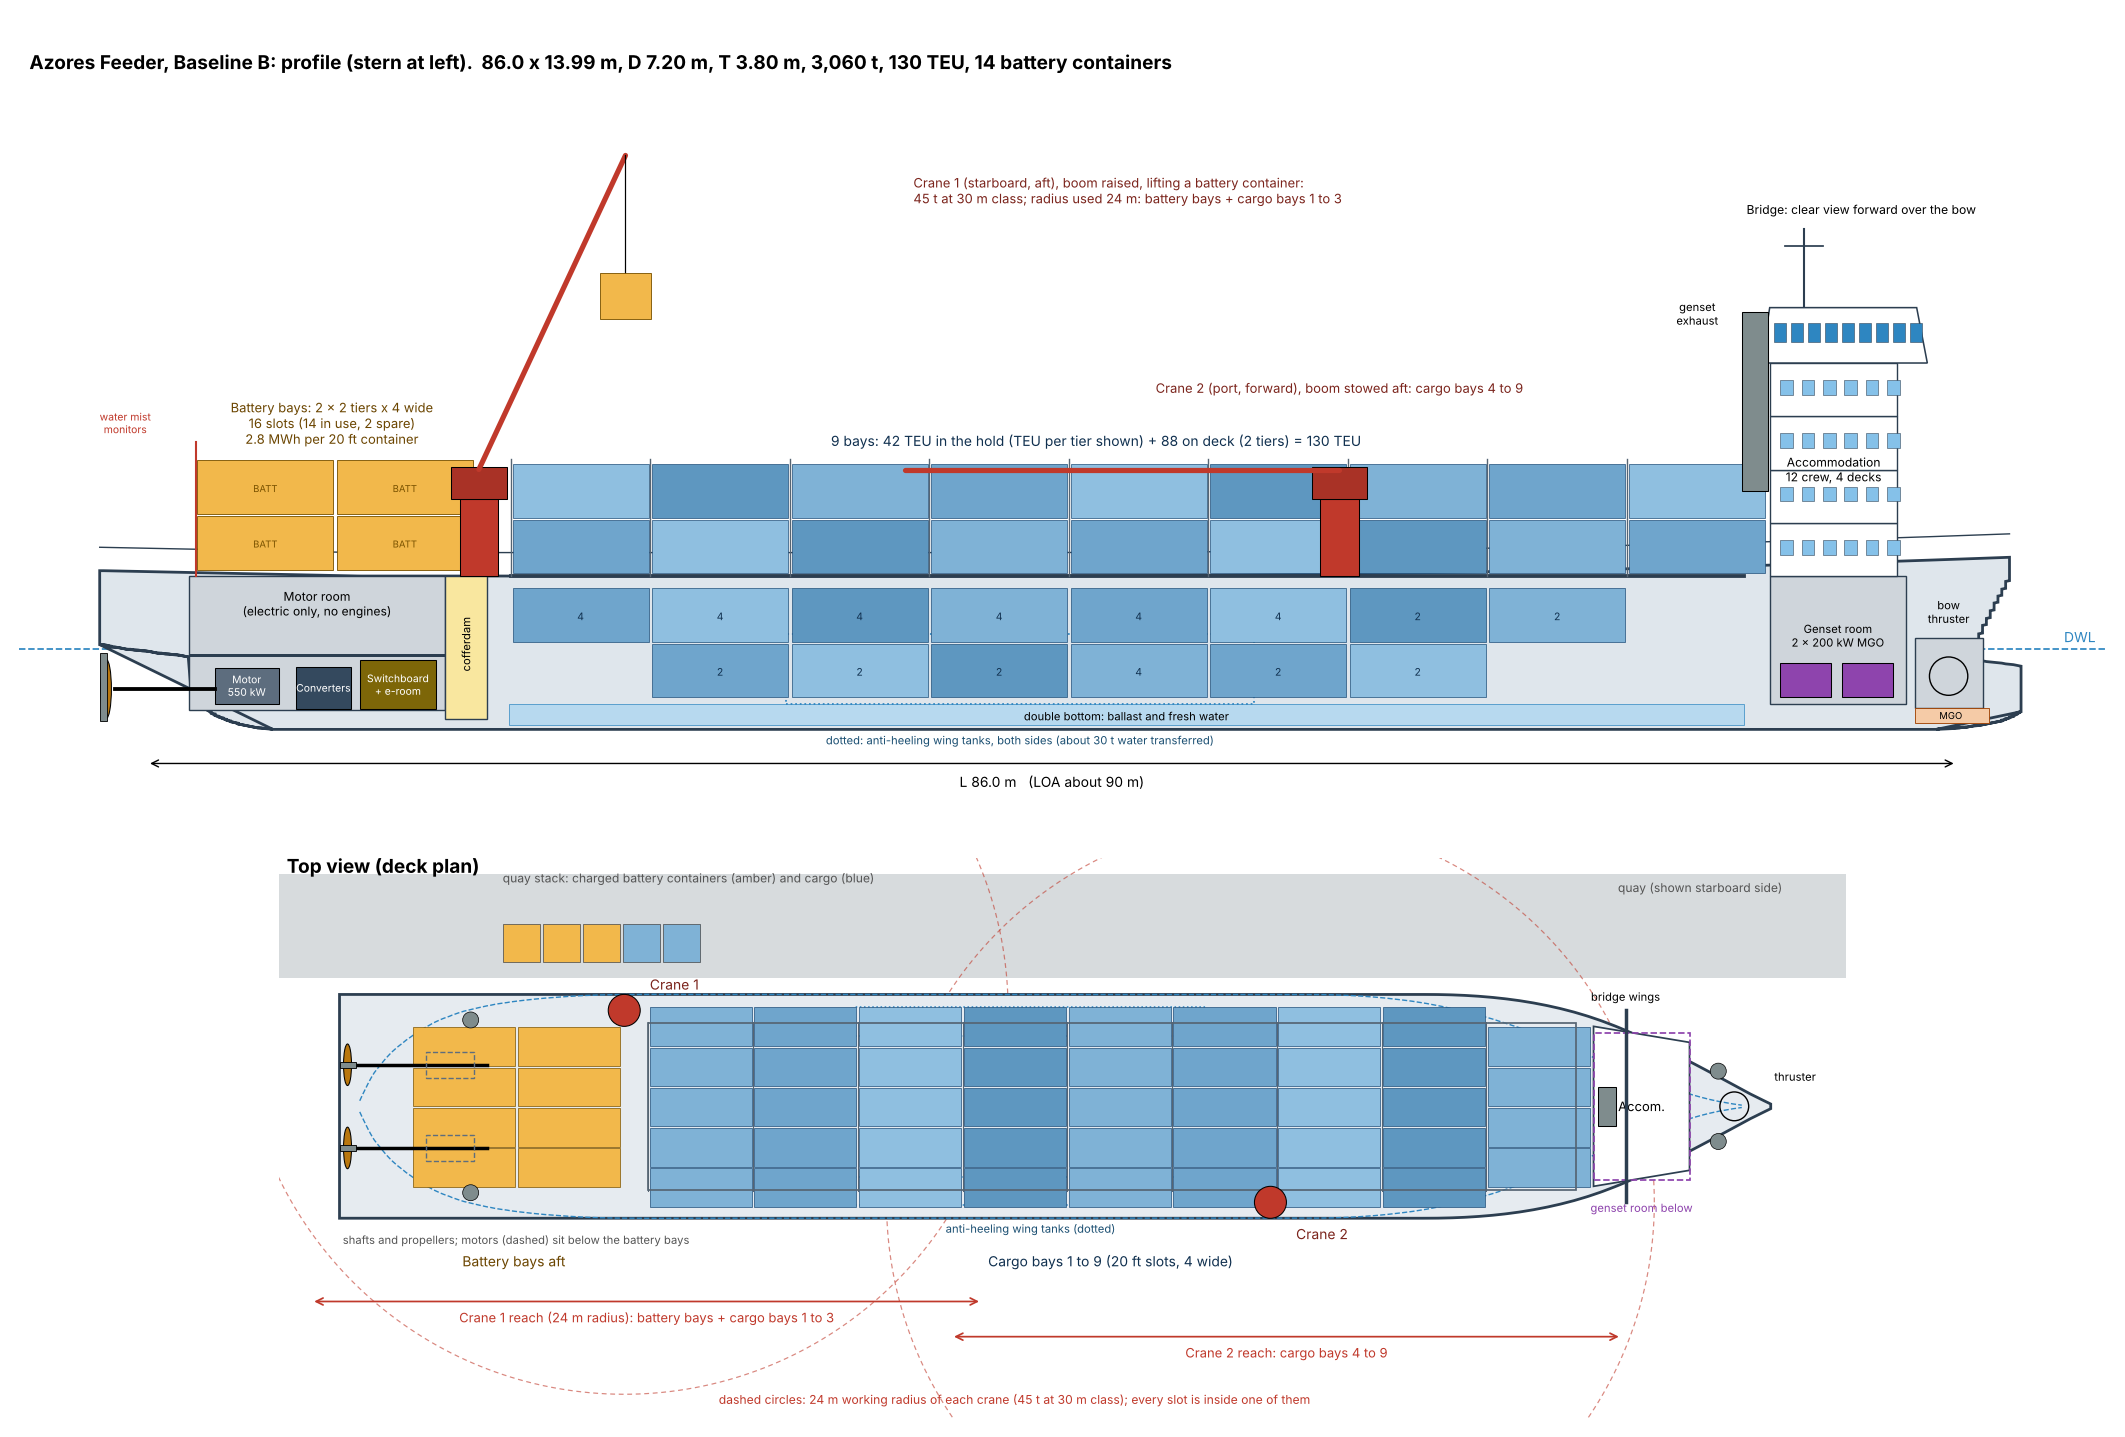 Azores Feeder, Baseline B: profile (stern at left).  86.0 x 13.99 m, D 7.20 m, T 3.80 m, 3,060 t, 130 TEU, 14 battery containers
Crane 1 (starboard, aft), boom raised, lifting a battery container:
45 t at 30 m class; radius used 24 m: battery bays + cargo bays 1 to 3
Bridge: clear view forward over the bow
genset
exhaust
Crane 2 (port, forward), boom stowed aft: cargo bays 4 to 9
water mist
monitors
Battery bays: 2 × 2 tiers x 4 wide
16 slots (14 in use, 2 spare)
2.8 MWh per 20 ft container
9 bays: 42 TEU in the hold (TEU per tier shown) + 88 on deck (2 tiers) = 130 TEU
Accommodation
12 crew, 4 decks
BATT BATT
BATT BATT
Motor room
(electric only, no engines)
cofferdam
4 4 4 4 4 4 2 2
2 2 2 4 2 2
bow
thruster
Genset room
2 × 200 kW MGO
DWL
Motor
550 kW
Converters
Switchboard
+ e-room
MGO
double bottom: ballast and fresh water
dotted: anti-heeling wing tanks, both sides (about 30 t water transferred)
L 86.0 m   (LOA about 90 m)
Top view (deck plan)
quay stack: charged battery containers (amber) and cargo (blue)
quay (shown starboard side)
Crane 1
bridge wings
thruster
Accom.
genset room below
anti-heeling wing tanks (dotted)
Crane 2
shafts and propellers; motors (dashed) sit below the battery bays
Battery bays aft
Cargo bays 1 to 9 (20 ft slots, 4 wide)
Crane 1 reach (24 m radius): battery bays + cargo bays 1 to 3
Crane 2 reach: cargo bays 4 to 9
dashed circles: 24 m working radius of each crane (45 t at 30 m class); every slot is inside one of them